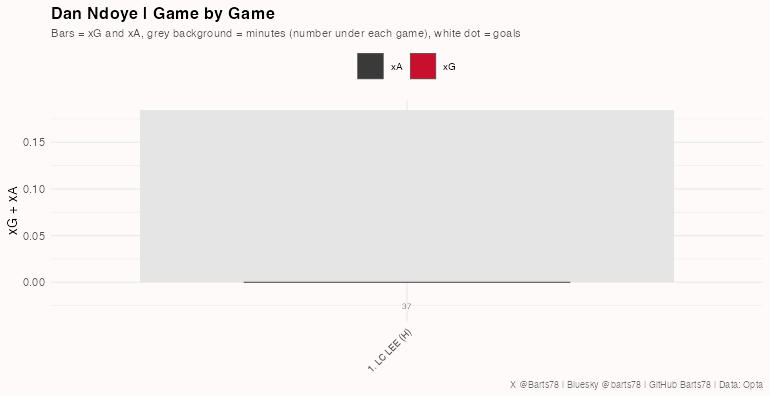 Dan Ndoye | Game by Game
Bars = xG and xA, grey background = minutes (number under each game), white dot = goals
xA
xG
xG + xA
0.15
0.10
0.05
0.00
37
1. LC LEE (H)
X @Barts78 | Bluesky @barts78 | GitHub Barts78 | Data: Opta